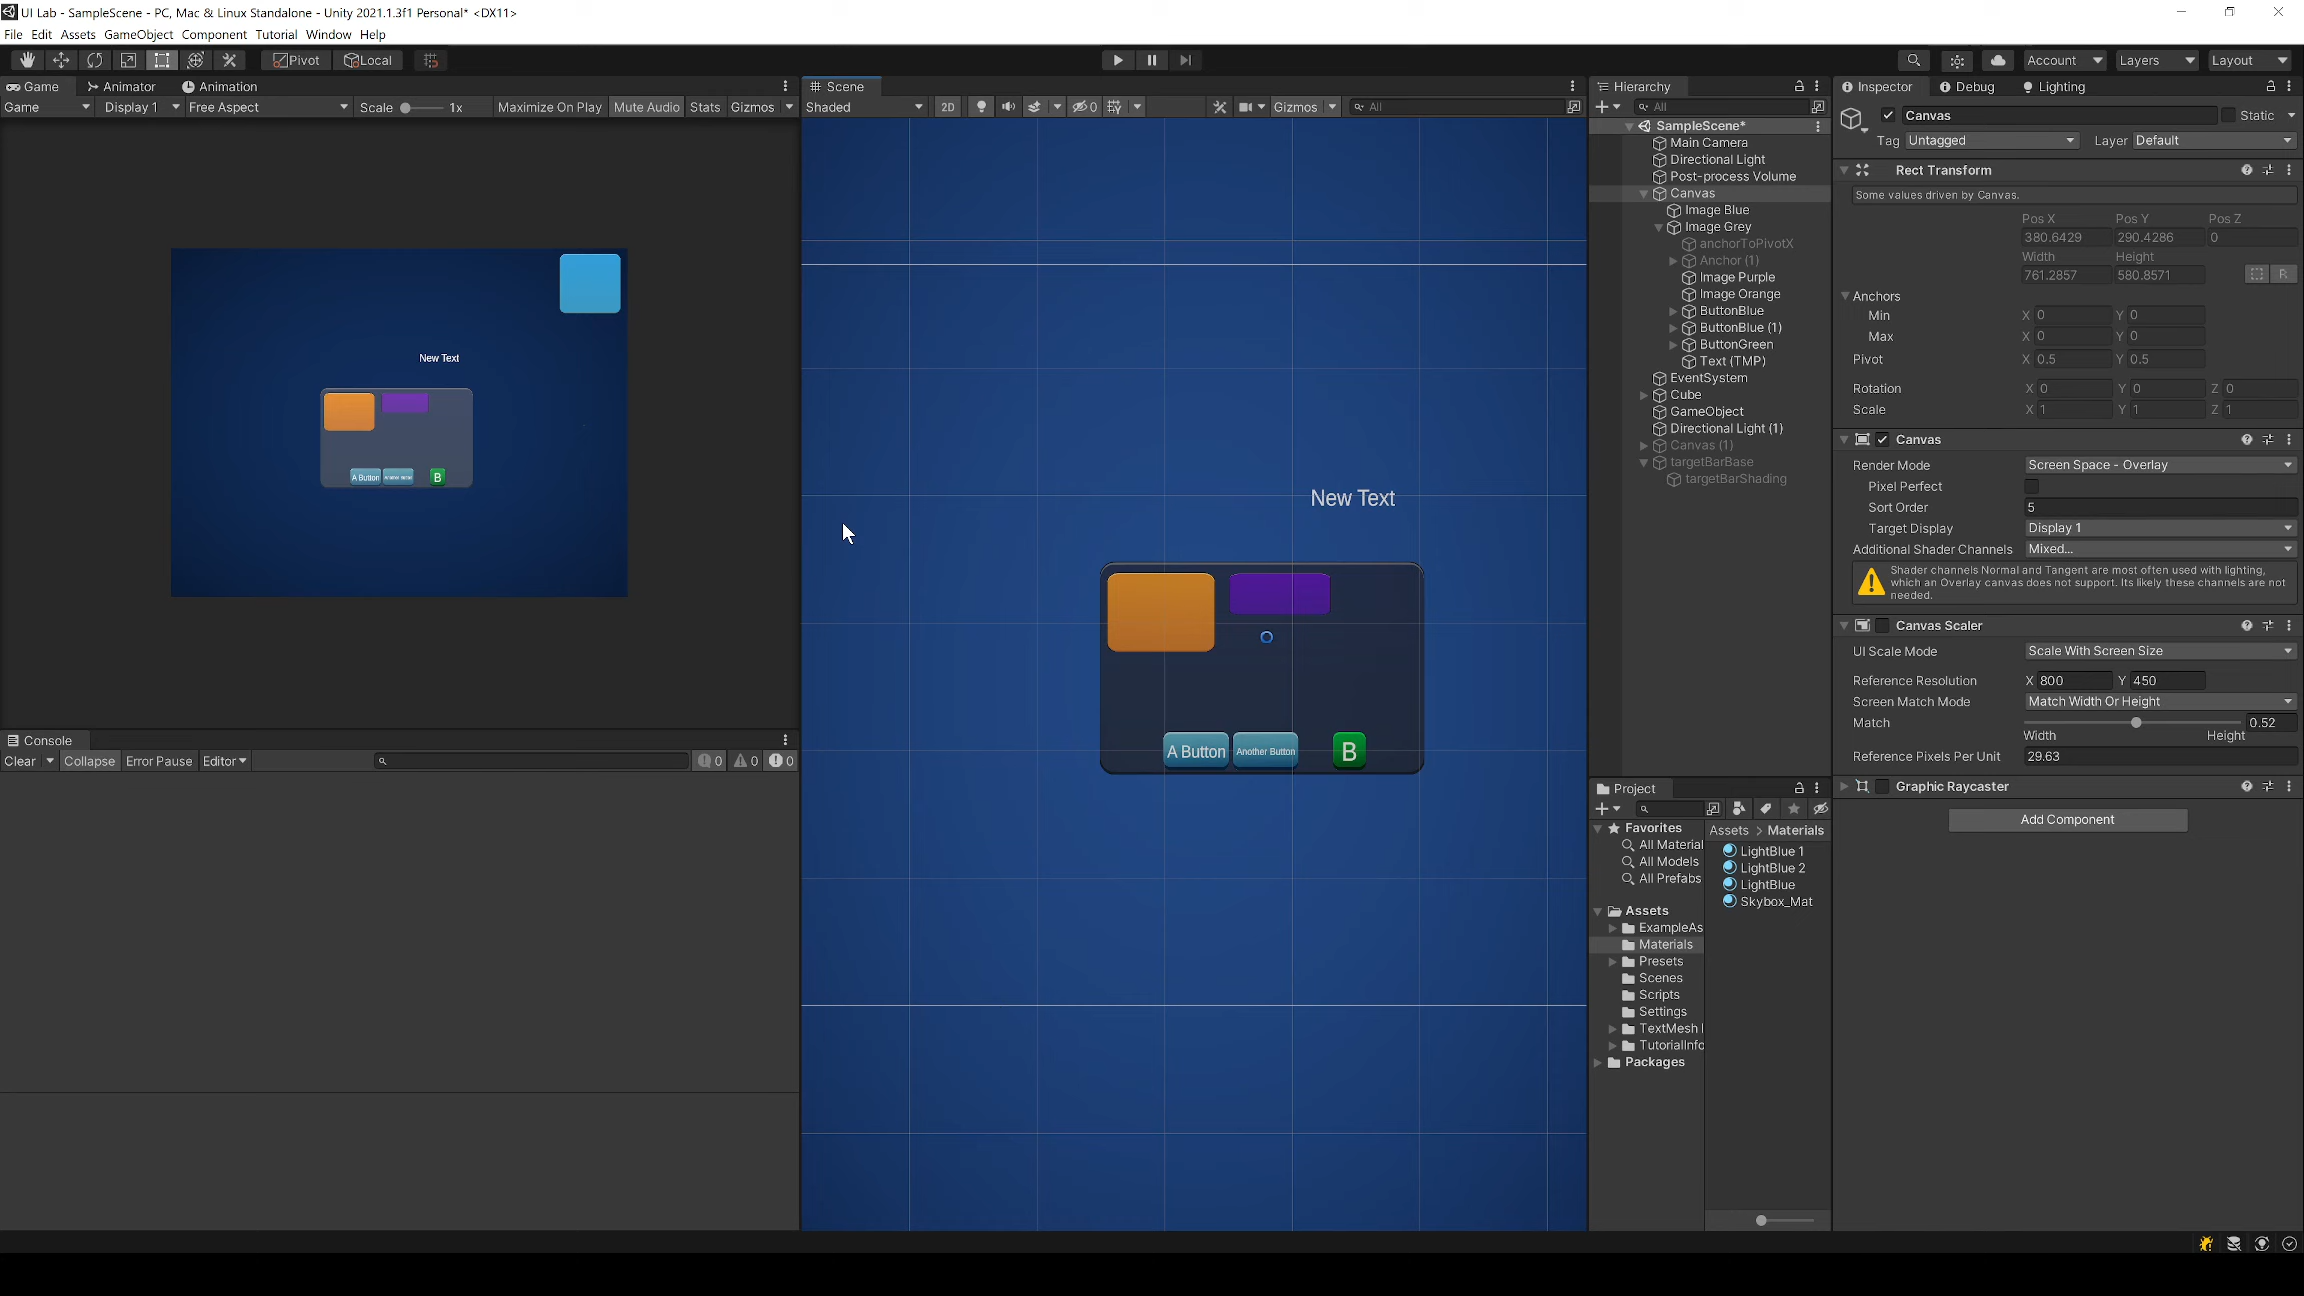 UI Lab - SampleScene - PC, Mac & Linux Standalone - Unity 2021.1.3f1 Personal* <DX11>
File Edit Assets GameObject Component Tutorial Window Help
Pivot Local Account Layers Layout
Game Animator Animation
Game Display 1 Free Aspect Scale 1x Maximize On Play Mute Audio Stats Gizmos
New Text
A Button Another Button B
Console
Clear Collapse Error Pause Editor 0 0 0
Scene
Shaded 2D 0 Gizmos All
New Text
A Button Another Button B
Hierarchy
All
SampleScene*
Main Camera
Directional Light
Post-process Volume
Canvas
Image Blue
Image Grey
anchorToPivotX
Anchor (1)
Image Purple
Image Orange
ButtonBlue
ButtonBlue (1)
ButtonGreen
Text (TMP)
EventSystem
Cube
GameObject
Directional Light (1)
Canvas (1)
targetBarBase
targetBarShading
Project
Favorites
All Material
All Models
All Prefabs
Assets
ExampleAs
Materials
Presets
Scenes
Scripts
Settings
TextMesh
TutorialInfo
Packages
Assets > Materials
LightBlue 1
LightBlue 2
LightBlue
Skybox_Mat
Inspector Debug Lighting
Canvas Static
Tag Untagged Layer Default
Rect Transform
Some values driven by Canvas.
Pos X Pos Y Pos Z
380.6429 290.4286 0
Width Height
761.2857 580.8571 R
Anchors
Min X 0 Y 0
Max X 0 Y 0
Pivot X 0.5 Y 0.5
Rotation X 0 Y 0 Z 0
Scale X 1 Y 1 Z 1
Canvas
Render Mode Screen Space - Overlay
Pixel Perfect
Sort Order 5
Target Display Display 1
Additional Shader Channels Mixed...
Shader channels Normal and Tangent are most often used with lighting,
which an Overlay canvas does not support. Its likely these channels are not
needed.
Canvas Scaler
UI Scale Mode Scale With Screen Size
Reference Resolution X 800 Y 450
Screen Match Mode Match Width Or Height
Match 0.52
Width Height
Reference Pixels Per Unit 29.63
Graphic Raycaster
Add Component